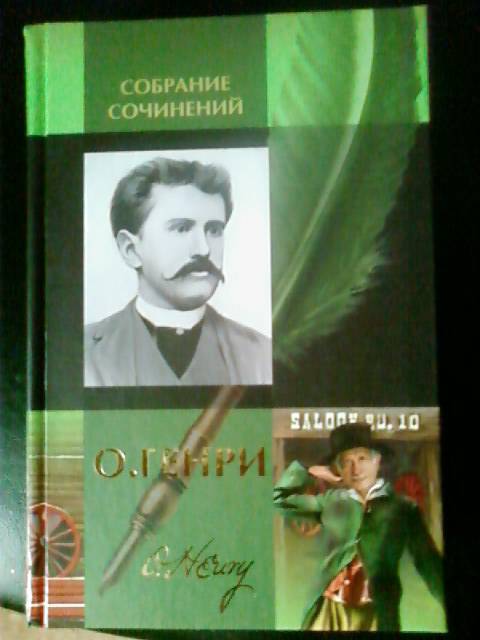 СОБРАНИЕ
СОЧИНЕНИЙ
SALOON NO. 10
О.ГЕНРИ
O. Henry